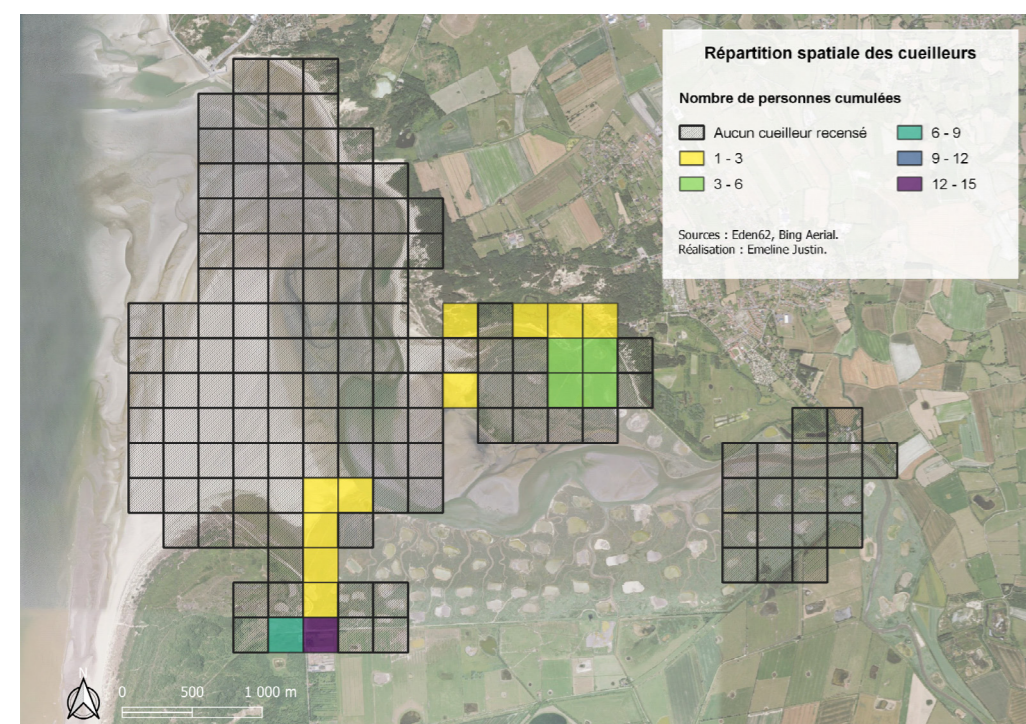 Répartition spatiale des cueilleurs
Nombre de personnes cumulées
Aucun cueilleur recensé
1 - 3
3 - 6
6 - 9
9 - 12
12 - 15
Sources : Eden62, Bing Aerial.
Réalisation : Emeline Justin.
N
0 500 1 000 m